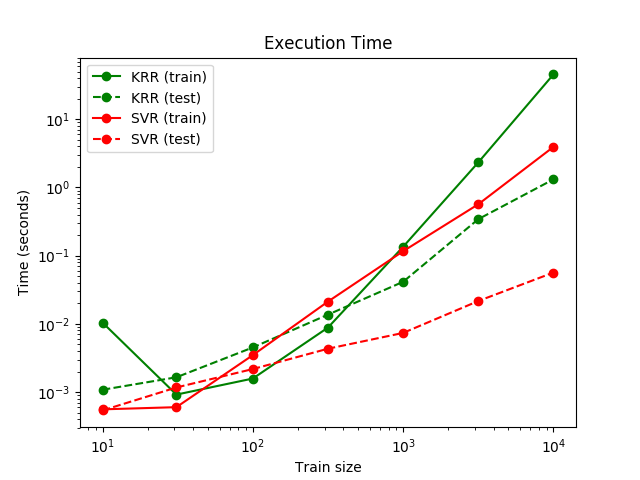 Execution Time
KRR (train)
KRR (test)
SVR (train)
SVR (test)
Time (seconds)
10¹
10⁰
10⁻¹
10⁻²
10⁻³
10¹ 10² 10³ 10⁴
Train size